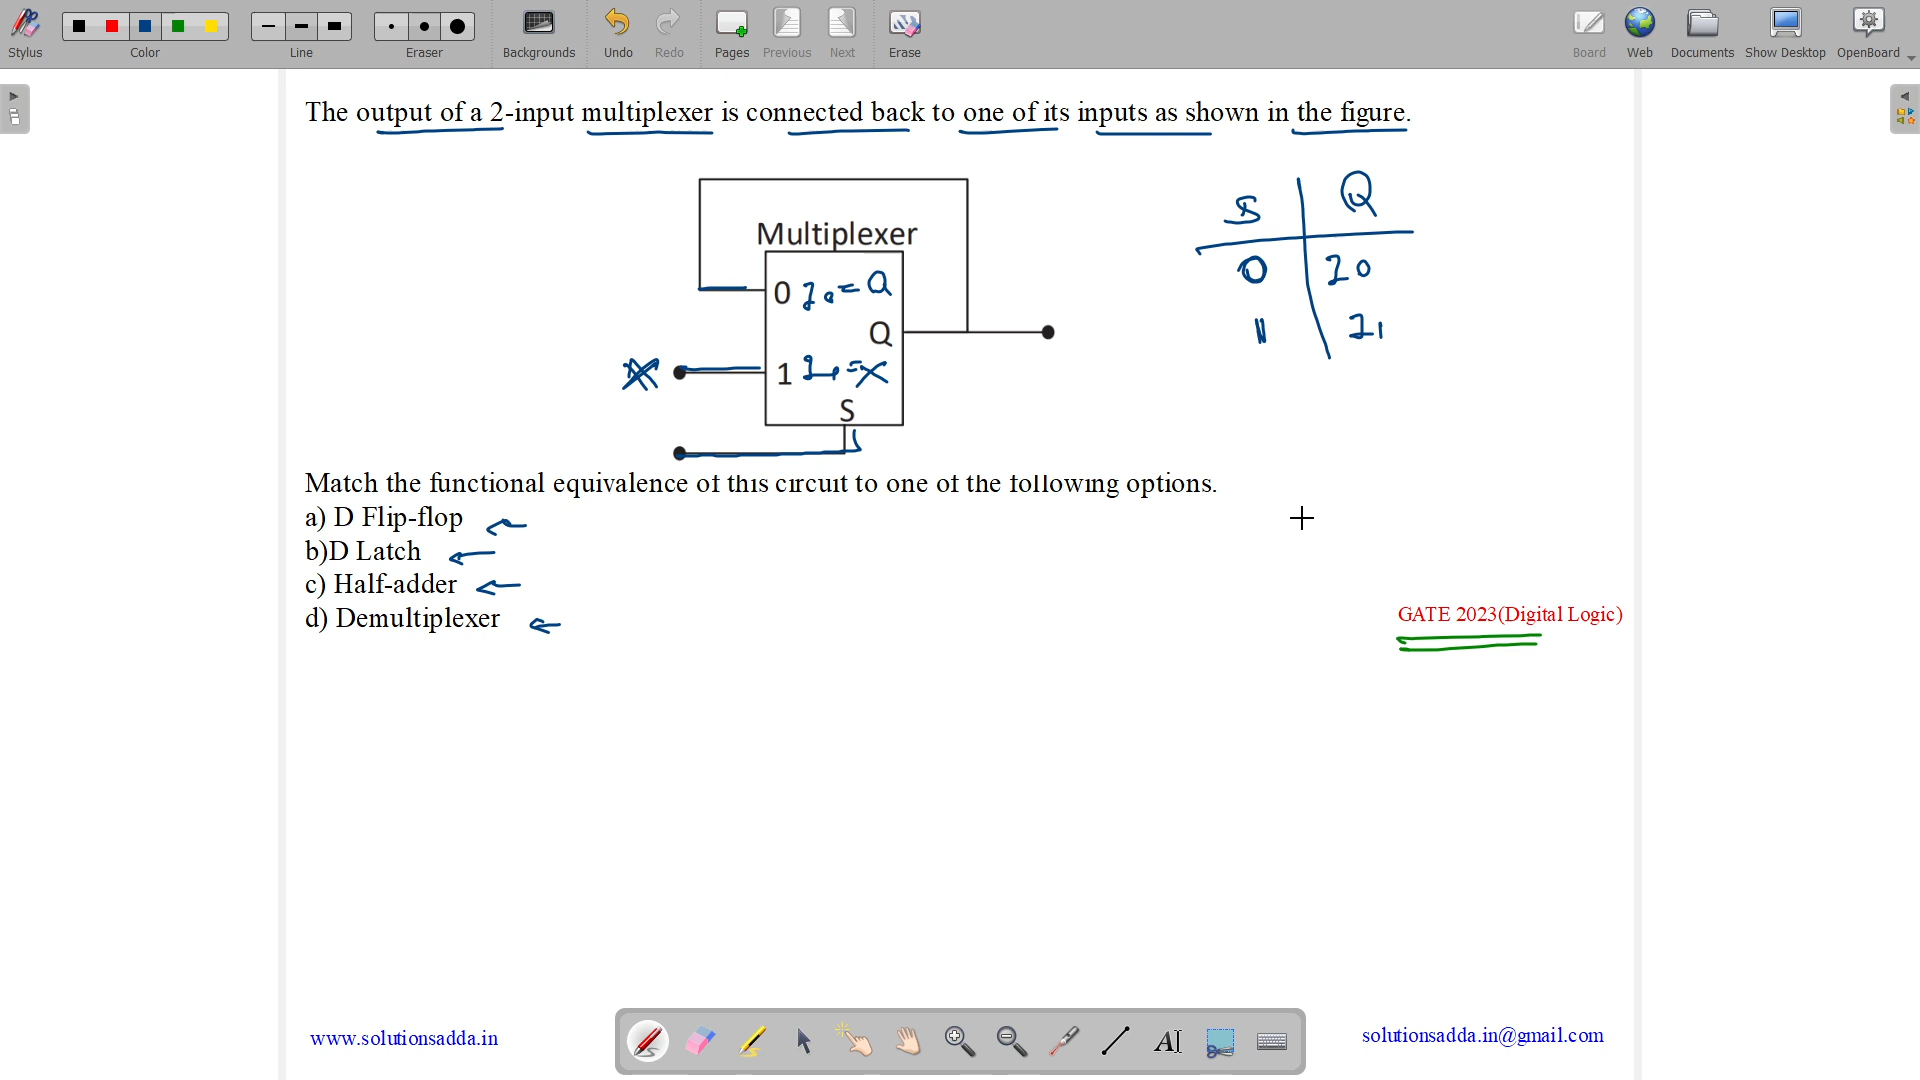 Stylus Color Line Eraser Backgrounds Undo Redo Pages Previous Next Erase Board Web Documents Show Desktop OpenBoard
The output of a 2-input multiplexer is connected back to one of its inputs as shown in the figure.
Multiplexer
0 I0 = Q
Q
X 1 I1 = X
S
S Q
0 I0
1 I1
Match the functional equivalence of this circuit to one of the following options.
a) D Flip-flop
b)D Latch
c) Half-adder
d) Demultiplexer
GATE 2023(Digital Logic)
www.solutionsadda.in
solutionsadda.in@gmail.com